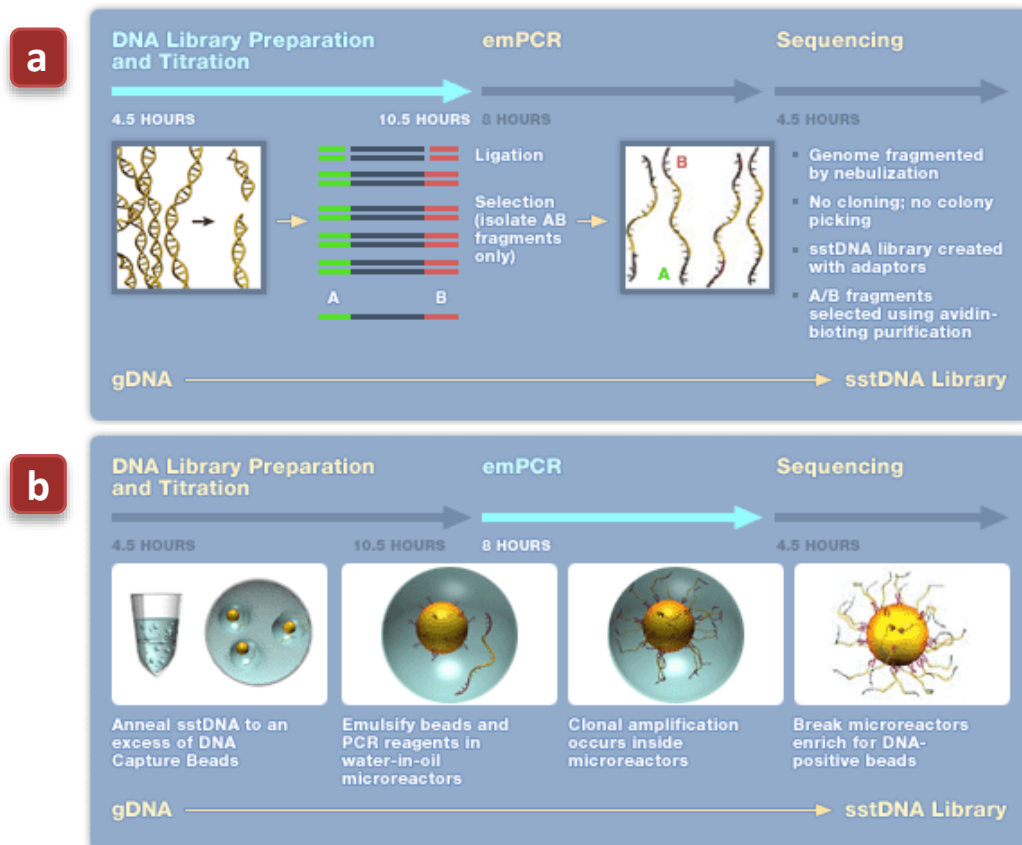 a
DNA Library Preparation
and Titration
emPCR
Sequencing
4.5 HOURS
10.5 HOURS
8 HOURS
4.5 HOURS
Ligation
Selection
(isolate AB
fragments
only)
A
B
B
A
▪ Genome fragmented
by nebulization
▪ No cloning; no colony
picking
▪ sstDNA library created
with adaptors
▪ A/B fragments
selected using avidin-
bioting purification
gDNA
sstDNA Library
b
DNA Library Preparation
and Titration
emPCR
Sequencing
4.5 HOURS
10.5 HOURS
8 HOURS
4.5 HOURS
Anneal sstDNA to an
excess of DNA
Capture Beads
Emulsify beads and
PCR reagents in
water-in-oil
microreactors
Clonal amplification
occurs inside
microreactors
Break microreactors
enrich for DNA-
positive beads
gDNA
sstDNA Library